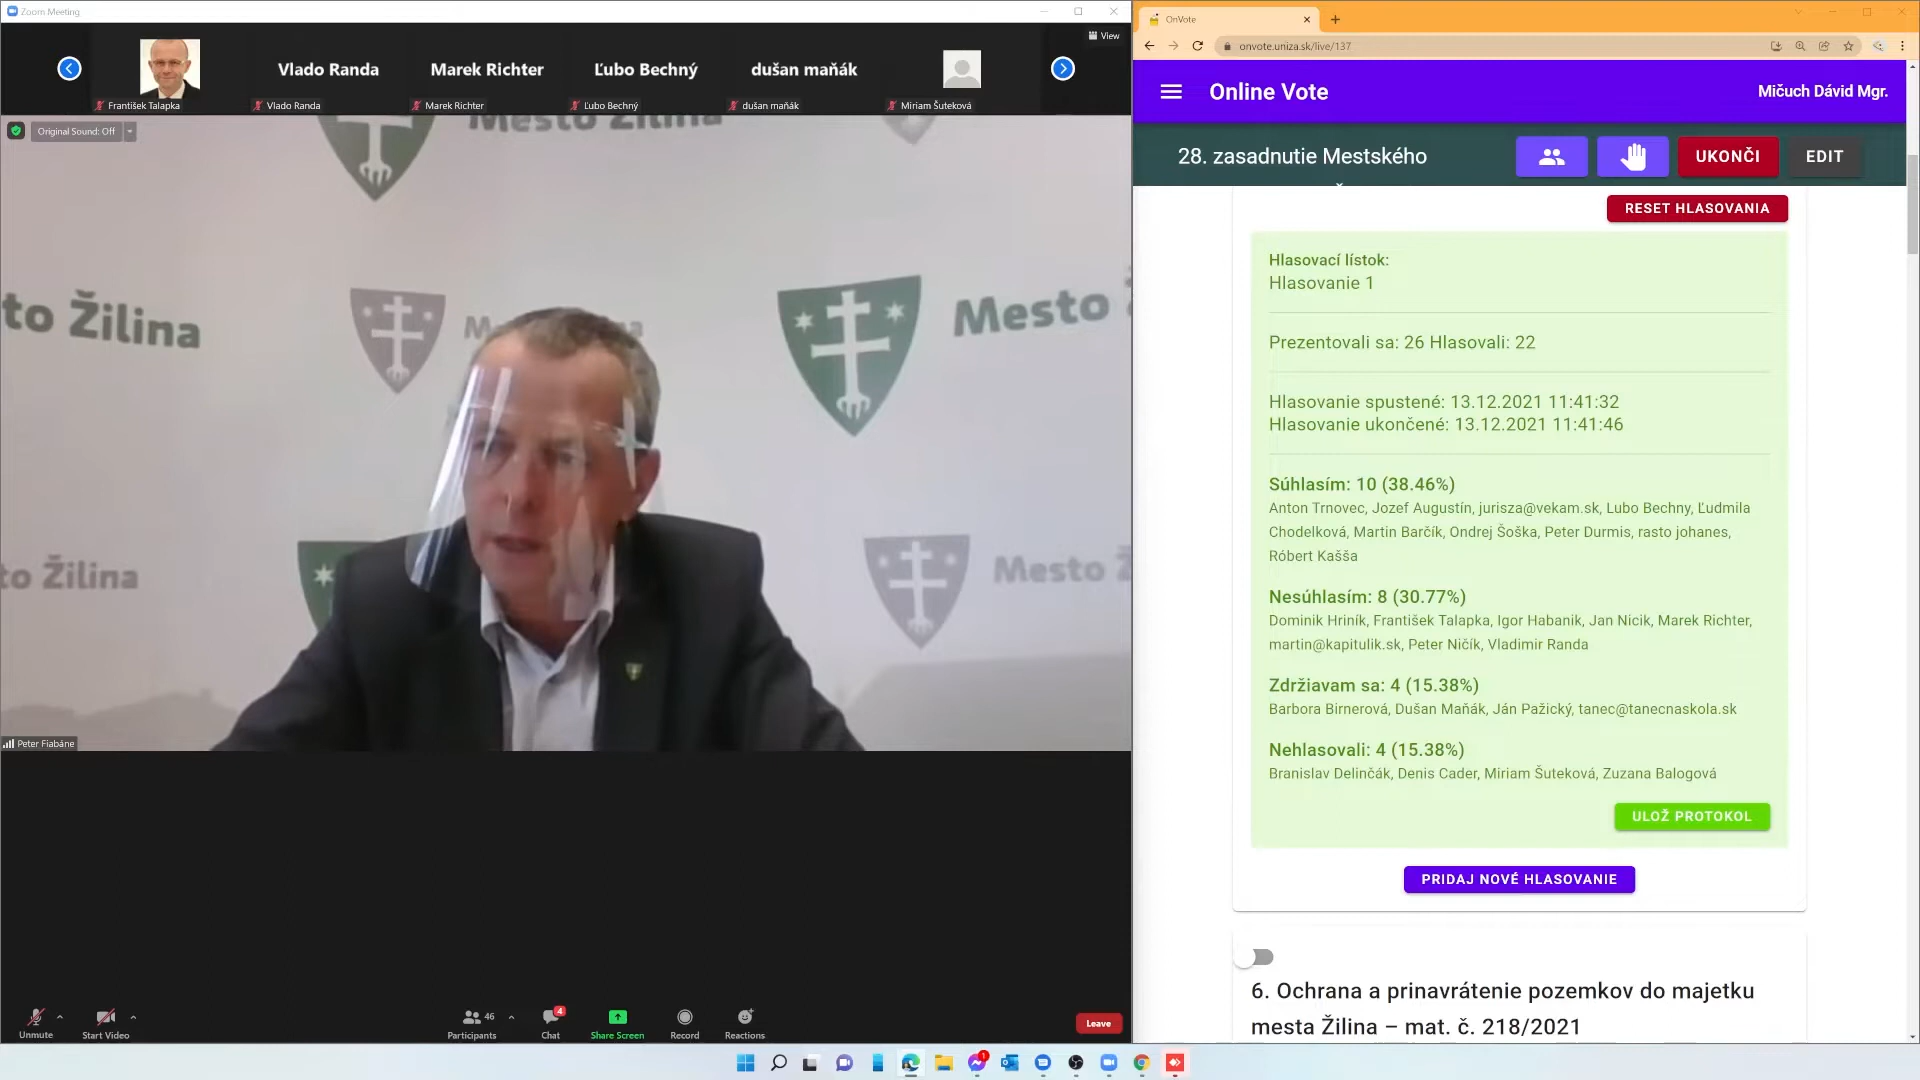 Zoom Meeting
View
Vlado Randa
Marek Richter
Ľubo Bechný
dušan maňák
František Talapka
Vlado Randa
Marek Richter
Ľubo Bechný
dušan maňák
Miriam Šuteková
Original Sound: Off
Mesto Žilina
to Žilina
Mesto
to Žilina
Mesto
Peter Fiabáne
Unmute
Start Video
46
Participants
4
Chat
Share Screen
Record
Reactions
Leave
OnVote
onvote.uniza.sk/live/137
Online Vote
Mičuch Dávid Mgr.
28. zasadnutie Mestského
UKONČI
EDIT
RESET HLASOVANIA
Hlasovací lístok:
Hlasovanie 1
Prezentovali sa: 26 Hlasovali: 22
Hlasovanie spustené: 13.12.2021 11:41:32
Hlasovanie ukončené: 13.12.2021 11:41:46
Súhlasím: 10 (38.46%)
Anton Trnovec, Jozef Augustín, jurisza@vekam.sk, Lubo Bechny, Ľudmila
Chodelková, Martin Barčík, Ondrej Šoška, Peter Durmis, rasto johanes,
Róbert Kašša
Nesúhlasím: 8 (30.77%)
Dominik Hriník, František Talapka, Igor Habanik, Jan Nicik, Marek Richter,
martin@kapitulik.sk, Peter Ničík, Vladimir Randa
Zdržiavam sa: 4 (15.38%)
Barbora Birnerová, Dušan Maňák, Ján Pažický, tanec@tanecnaskola.sk
Nehlasovali: 4 (15.38%)
Branislav Delinčák, Denis Cader, Miriam Šuteková, Zuzana Balogová
ULOŽ PROTOKOL
PRIDAJ NOVÉ HLASOVANIE
6. Ochrana a prinavrátenie pozemkov do majetku
mesta Žilina – mat. č. 218/2021
1